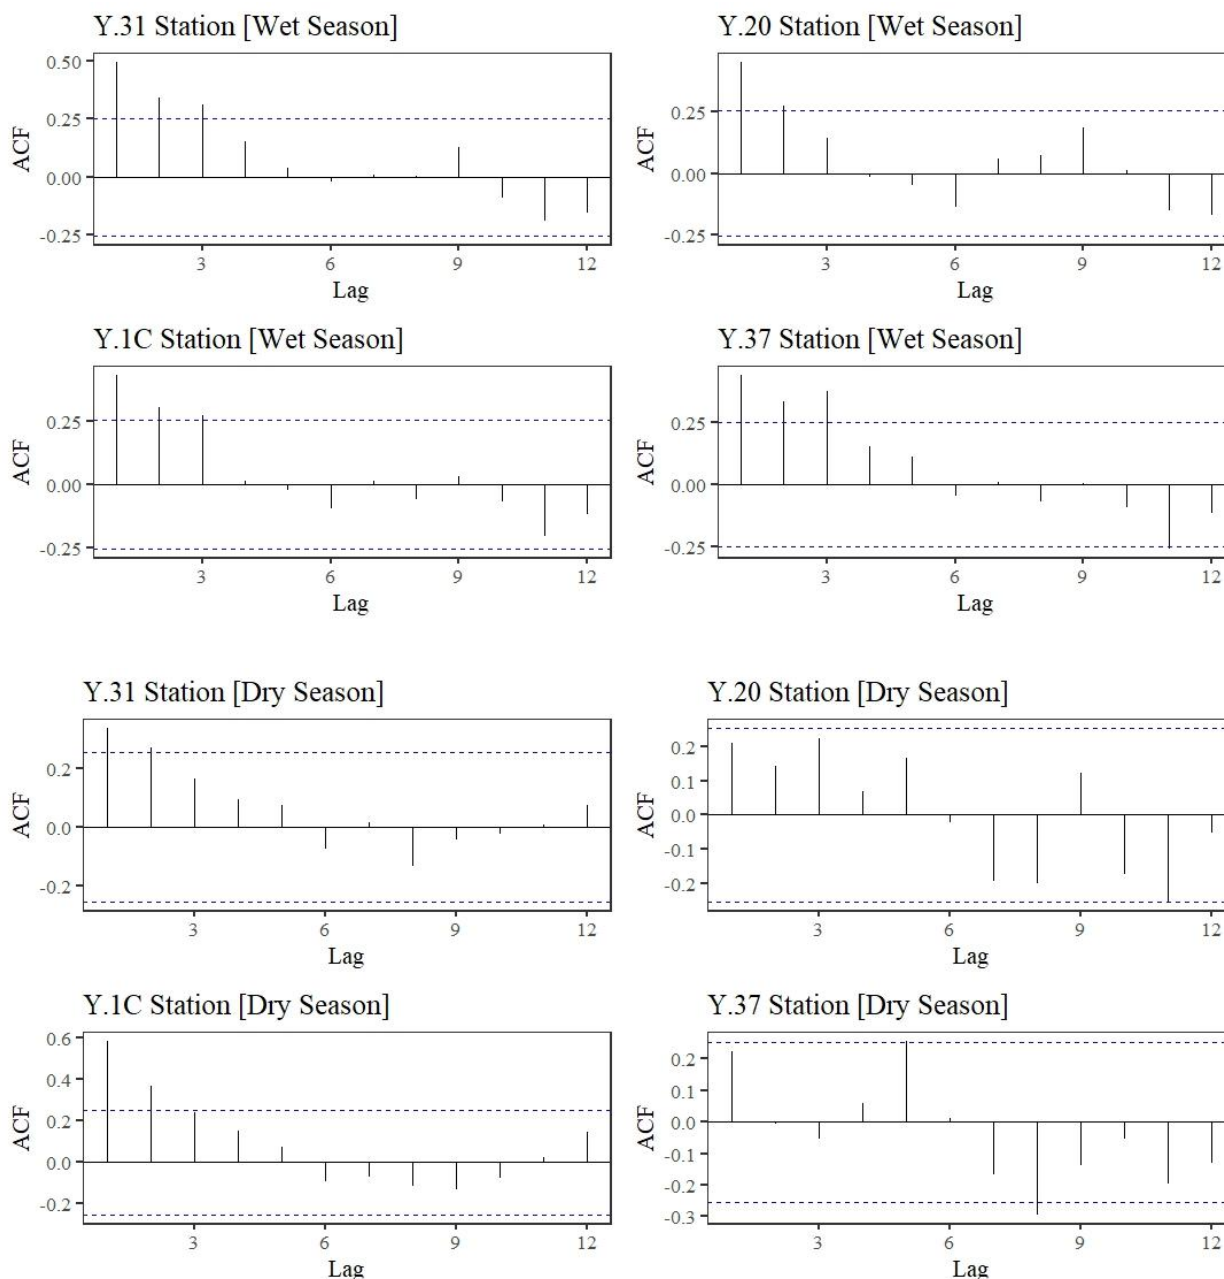 Y.31 Station [Wet Season]
0.50
0.25
0.00
-0.25
ACF
3 6 9 12
Lag
Y.20 Station [Wet Season]
0.25
0.00
-0.25
ACF
3 6 9 12
Lag
Y.1C Station [Wet Season]
0.25
0.00
-0.25
ACF
3 6 9 12
Lag
Y.37 Station [Wet Season]
0.25
0.00
-0.25
ACF
3 6 9 12
Lag
Y.31 Station [Dry Season]
0.2
0.0
-0.2
ACF
3 6 9 12
Lag
Y.20 Station [Dry Season]
0.2
0.1
0.0
-0.1
-0.2
ACF
3 6 9 12
Lag
Y.1C Station [Dry Season]
0.6
0.4
0.2
0.0
-0.2
ACF
3 6 9 12
Lag
Y.37 Station [Dry Season]
0.2
0.1
0.0
-0.1
-0.2
-0.3
ACF
3 6 9 12
Lag